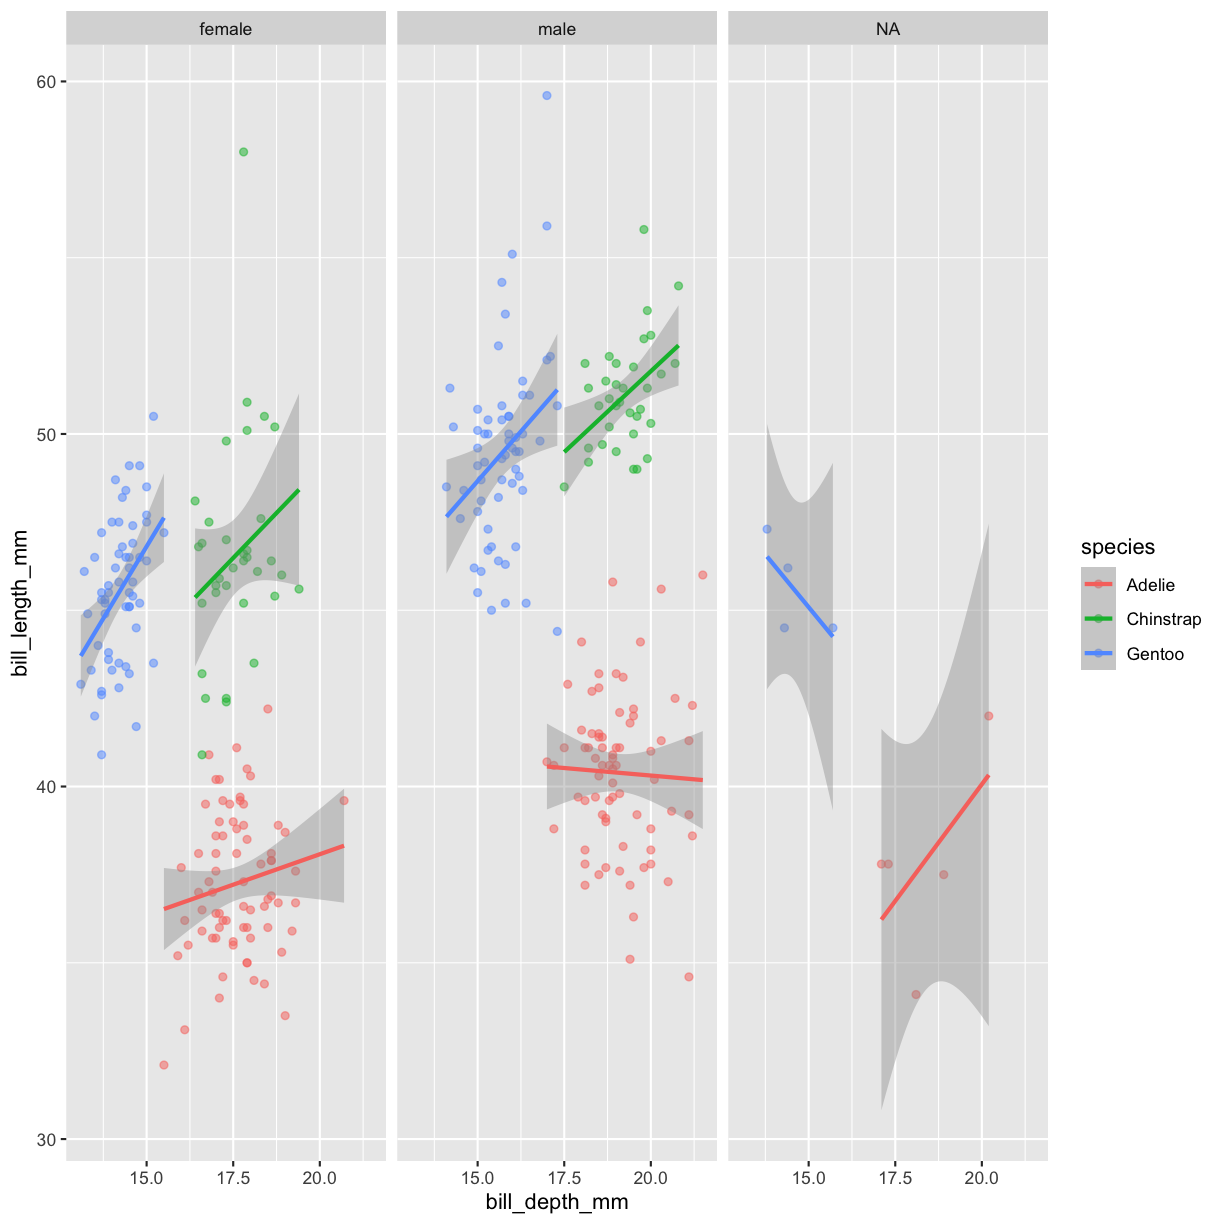 female male NA
60
50
40
30
bill_length_mm
15.0 17.5 20.0 15.0 17.5 20.0 15.0 17.5 20.0
bill_depth_mm
species
Adelie
Chinstrap
Gentoo